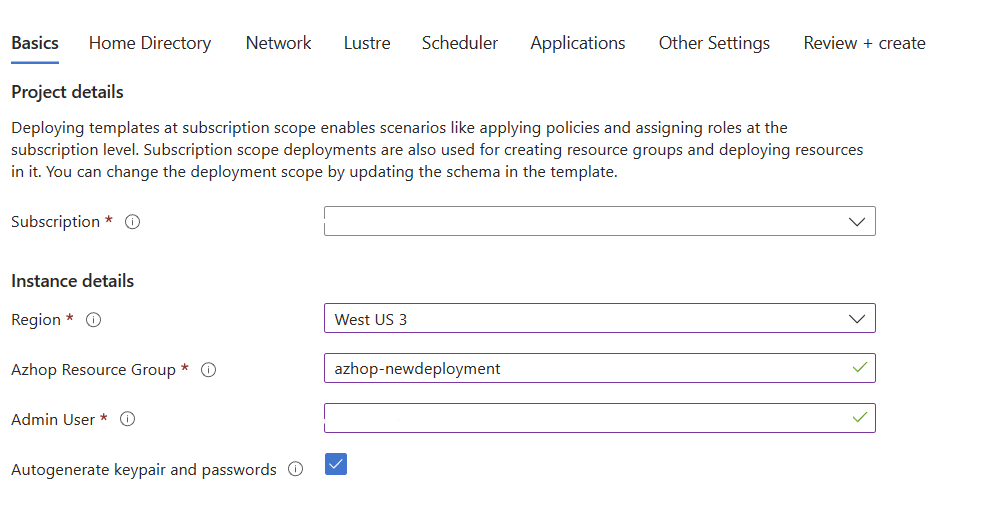 Basics Home Directory Network Lustre Scheduler Applications Other Settings Review + create
Project details
Deploying templates at subscription scope enables scenarios like applying policies and assigning roles at the
subscription level. Subscription scope deployments are also used for creating resource groups and deploying resources
in it. You can change the deployment scope by updating the schema in the template.
Subscription *
Instance details
Region * West US 3
Azhop Resource Group * azhop-newdeployment
Admin User *
Autogenerate keypair and passwords